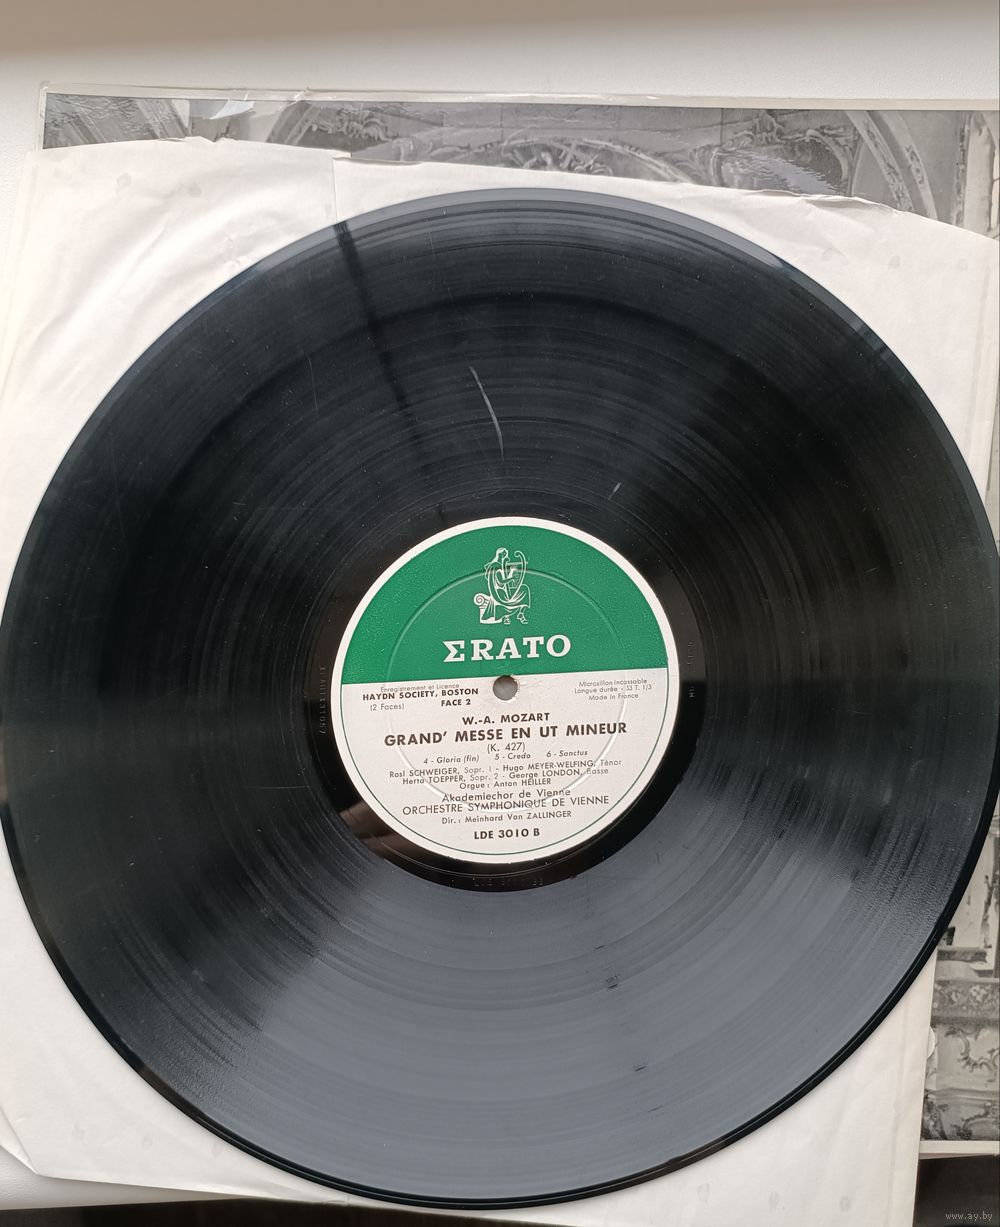 ΣRATO
Enregistrement et Licence
HAYDN SOCIETY, BOSTON
(2 Faces) FACE 2
Microsillon incassable
Longue durée - 33 T. 1/3
Made in France
W.-A. MOZART
GRAND' MESSE EN UT MINEUR
(K. 427)
4 - Gloria (fin) 5 - Credo 6 - Sanctus
Rosl SCHWEIGER, Sopr. 1 - Hugo MEYER-WELFING, Ténor
Herta TOEPPER, Sopr. 2 - George LONDON, Basse
Orgue : Anton HEILLER
Akademiechor de Vienne
ORCHESTRE SYMPHONIQUE DE VIENNE
Dir. : Meinhard Von ZALLINGER
LDE 3010 B
www.ay.by